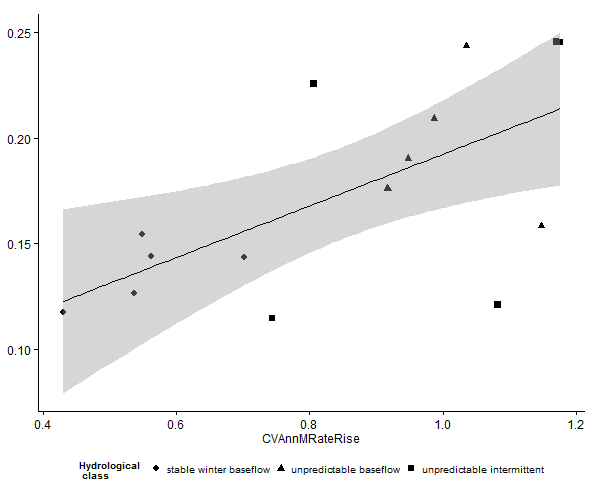 0.25
0.20
0.15
0.10
0.4 0.6 0.8 1.0 1.2
CVAnnMRateRise
Hydrological class stable winter baseflow unpredictable baseflow unpredictable intermittent